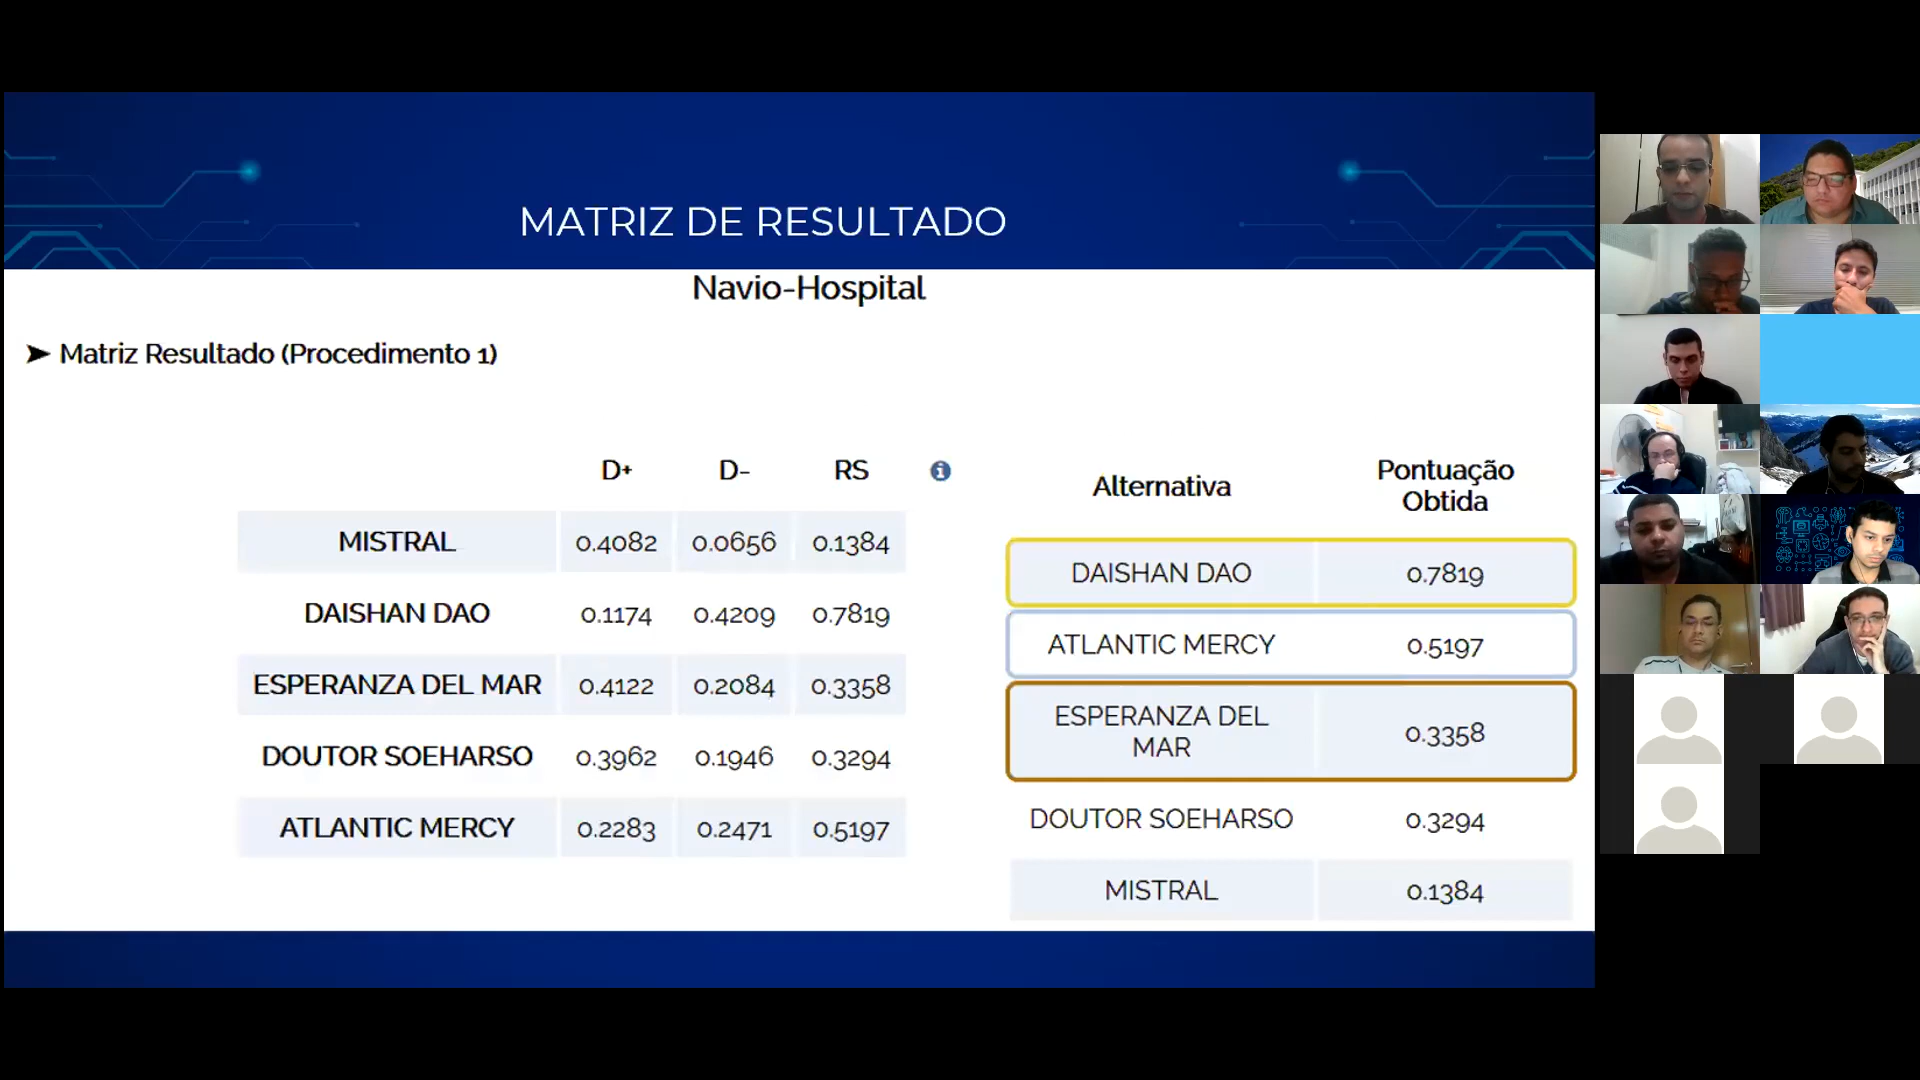 MATRIZ DE RESULTADO
Navio-Hospital
➤ Matriz Resultado (Procedimento 1)
D+ D- RS
MISTRAL 0.4082 0.0656 0.1384
DAISHAN DAO 0.1174 0.4209 0.7819
ESPERANZA DEL MAR 0.4122 0.2084 0.3358
DOUTOR SOEHARSO 0.3962 0.1946 0.3294
ATLANTIC MERCY 0.2283 0.2471 0.5197
Alternativa Pontuação
Obtida
DAISHAN DAO 0.7819
ATLANTIC MERCY 0.5197
ESPERANZA DEL
MAR 0.3358
DOUTOR SOEHARSO 0.3294
MISTRAL 0.1384